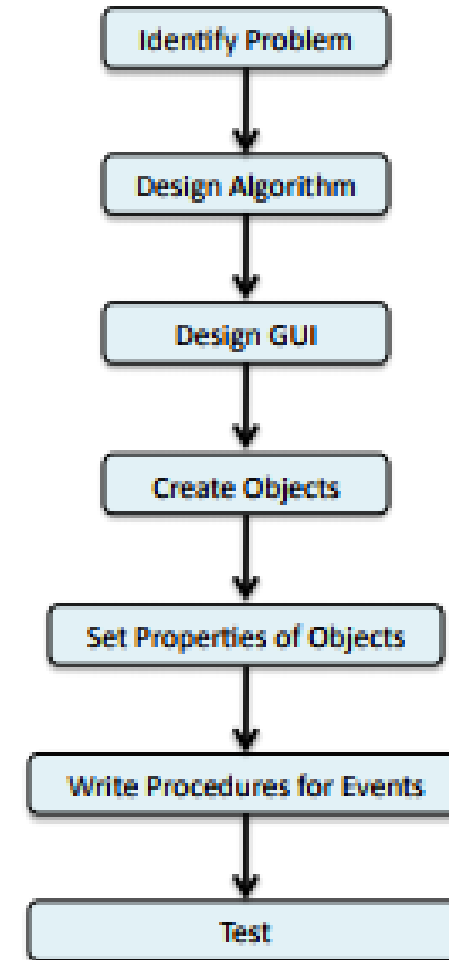 Identify Problem
Design Algorithm
Design GUI
Create Objects
Set Properties of Objects
Write Procedures for Events
Test